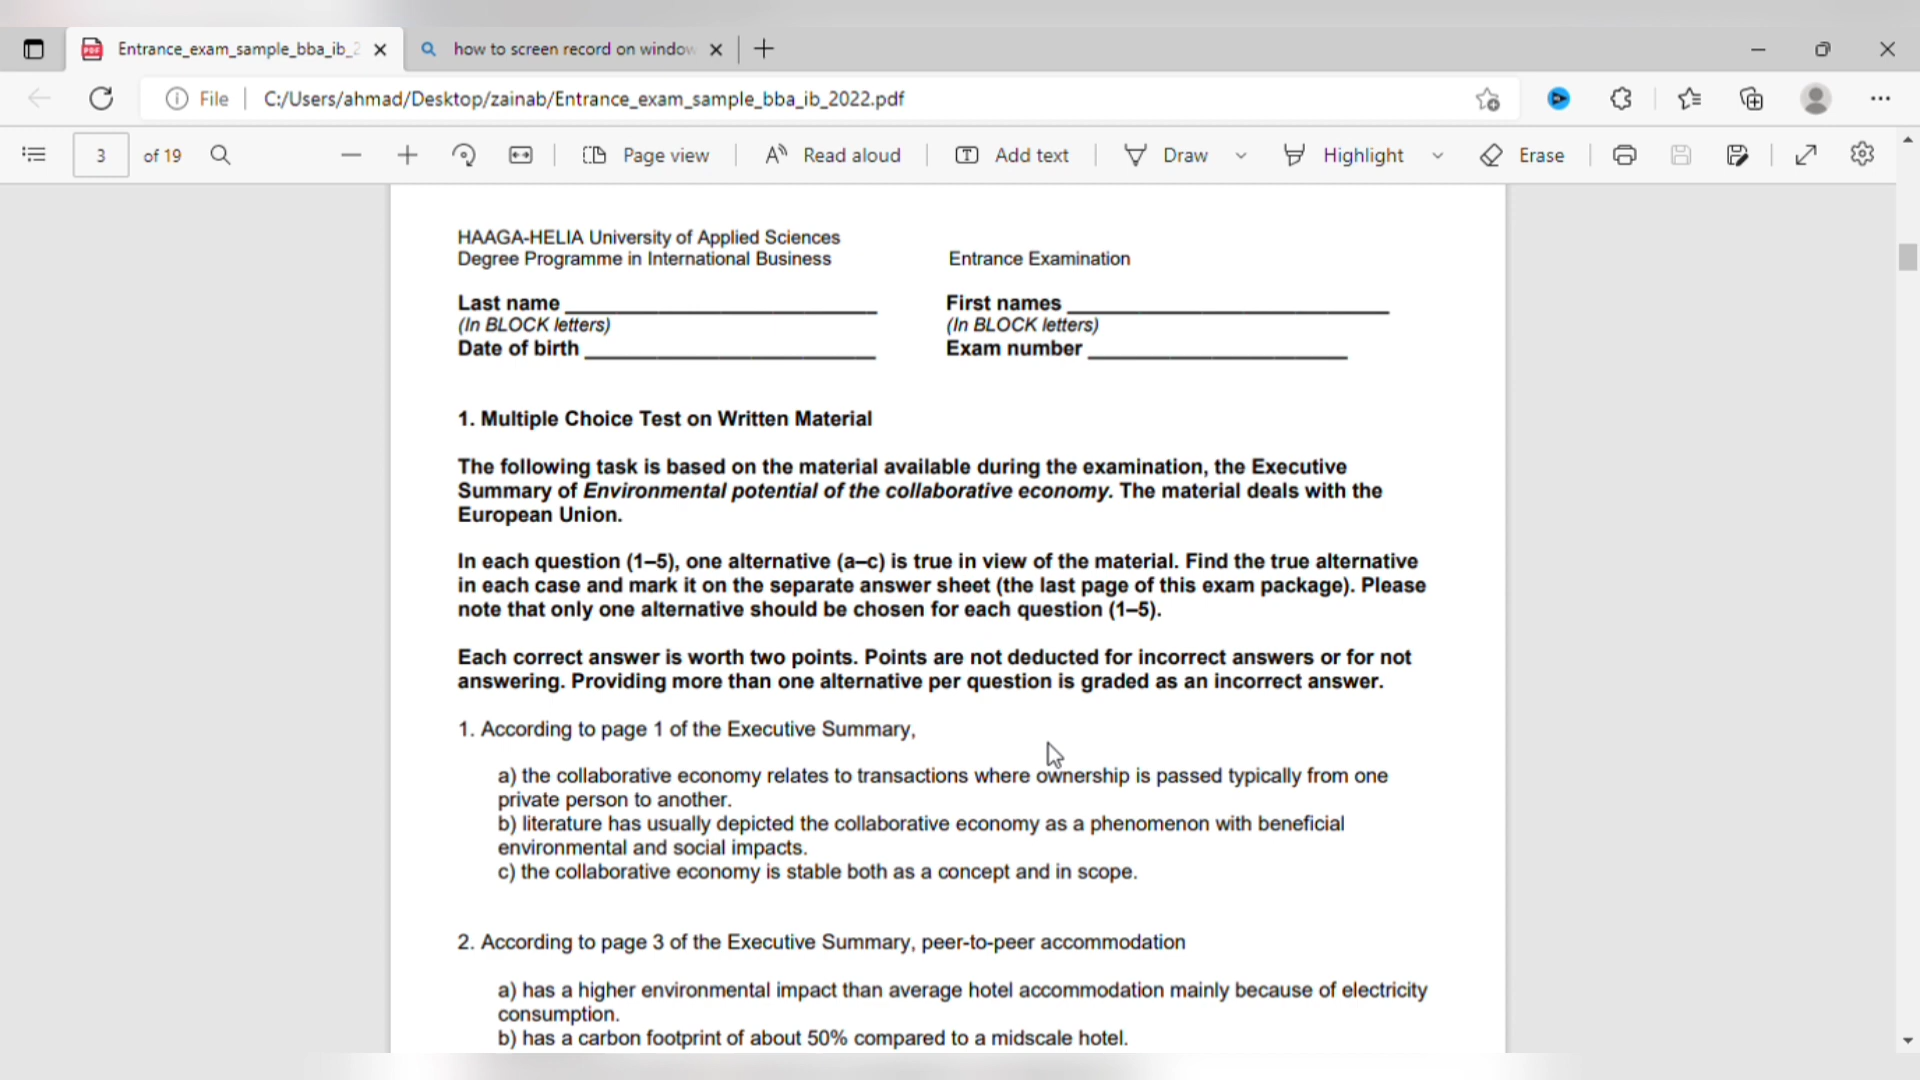 Entrance_exam_sample_bba_ib_2
how to screen record on window
File
C:/Users/ahmad/Desktop/zainab/Entrance_exam_sample_bba_ib_2022.pdf
3 of 19
Page view
Read aloud
Add text
Draw
Highlight
Erase
HAAGA-HELIA University of Applied Sciences
Degree Programme in International Business Entrance Examination
Last name First names
(In BLOCK letters) (In BLOCK letters)
Date of birth Exam number
1. Multiple Choice Test on Written Material
The following task is based on the material available during the examination, the Executive
Summary of Environmental potential of the collaborative economy. The material deals with the
European Union.
In each question (1–5), one alternative (a–c) is true in view of the material. Find the true alternative
in each case and mark it on the separate answer sheet (the last page of this exam package). Please
note that only one alternative should be chosen for each question (1–5).
Each correct answer is worth two points. Points are not deducted for incorrect answers or for not
answering. Providing more than one alternative per question is graded as an incorrect answer.
1. According to page 1 of the Executive Summary,
a) the collaborative economy relates to transactions where ownership is passed typically from one
private person to another.
b) literature has usually depicted the collaborative economy as a phenomenon with beneficial
environmental and social impacts.
c) the collaborative economy is stable both as a concept and in scope.
2. According to page 3 of the Executive Summary, peer-to-peer accommodation
a) has a higher environmental impact than average hotel accommodation mainly because of electricity
consumption.
b) has a carbon footprint of about 50% compared to a midscale hotel.